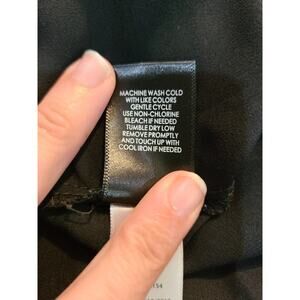 MACHINE WASH COLD
WITH LIKE COLORS
GENTLE CYCLE
USE NON-CHLORINE
BLEACH IF NEEDED
TUMBLE DRY LOW
REMOVE PROMPTLY
AND TOUCH UP WITH
COOL IRON IF NEEDED